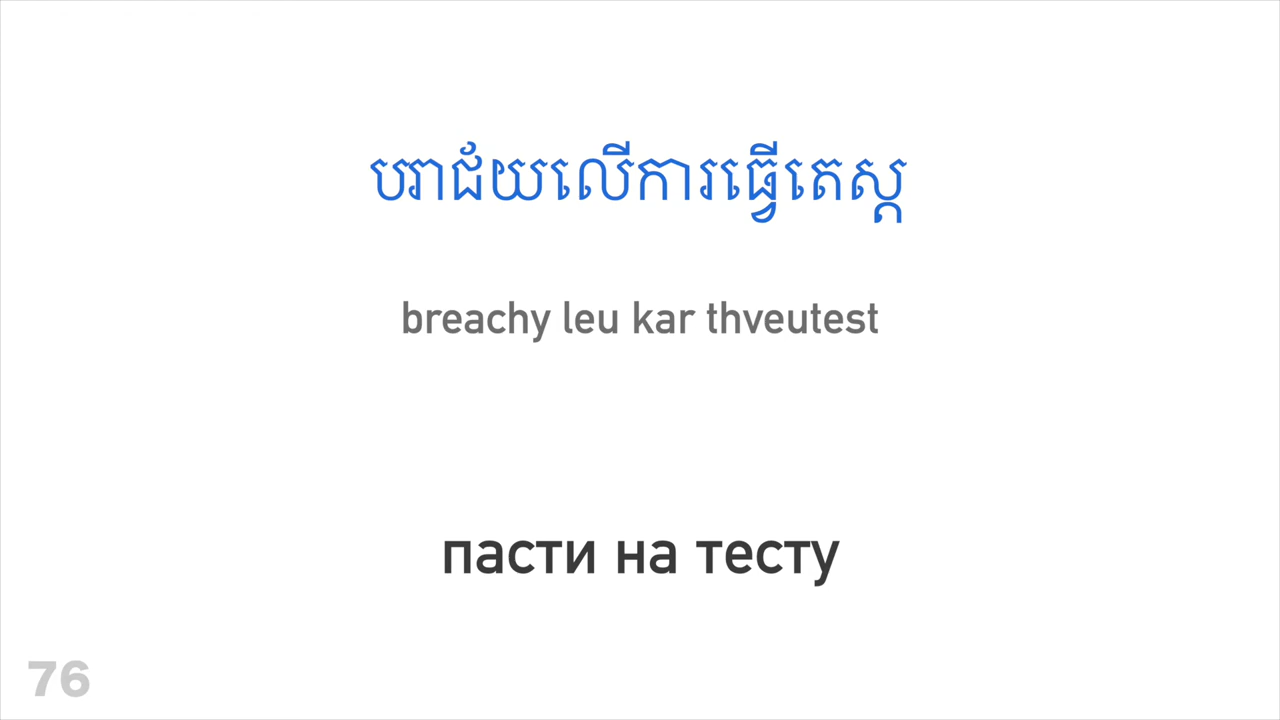 បរាជ័យលើការធ្វើតេស្ត
breachy leu kar thveutest
пасти на тесту
76